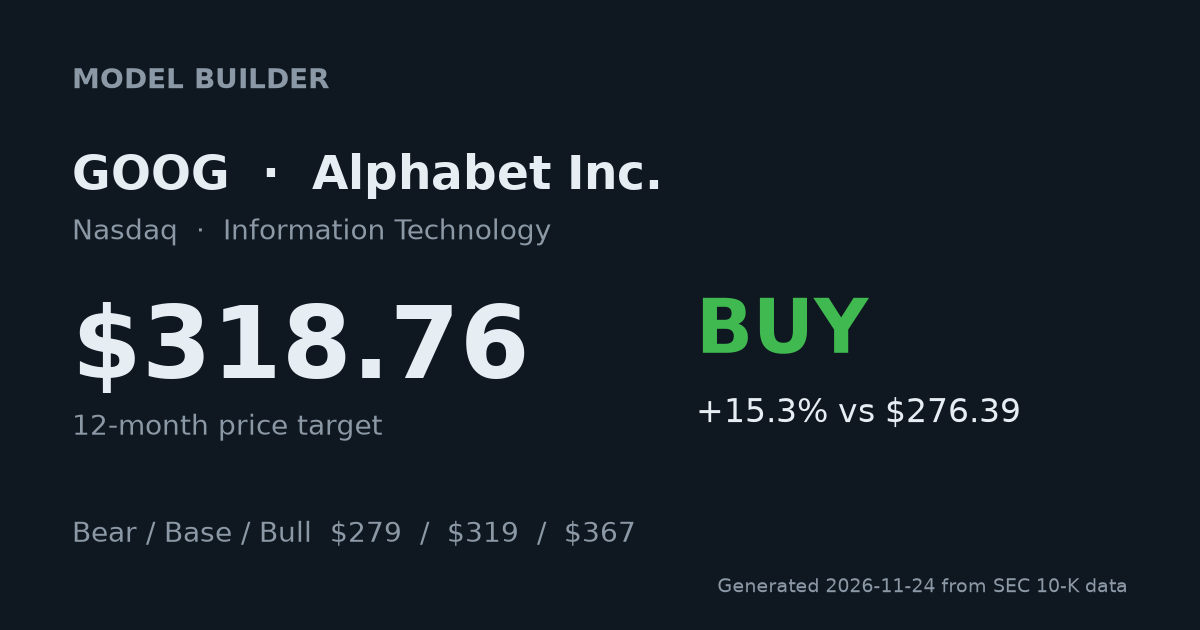 MODEL BUILDER
GOOG · Alphabet Inc.
Nasdaq · Information Technology
$318.76
12-month price target
BUY
+15.3% vs $276.39
Bear / Base / Bull $279 / $319 / $367
Generated 2026-11-24 from SEC 10-K data